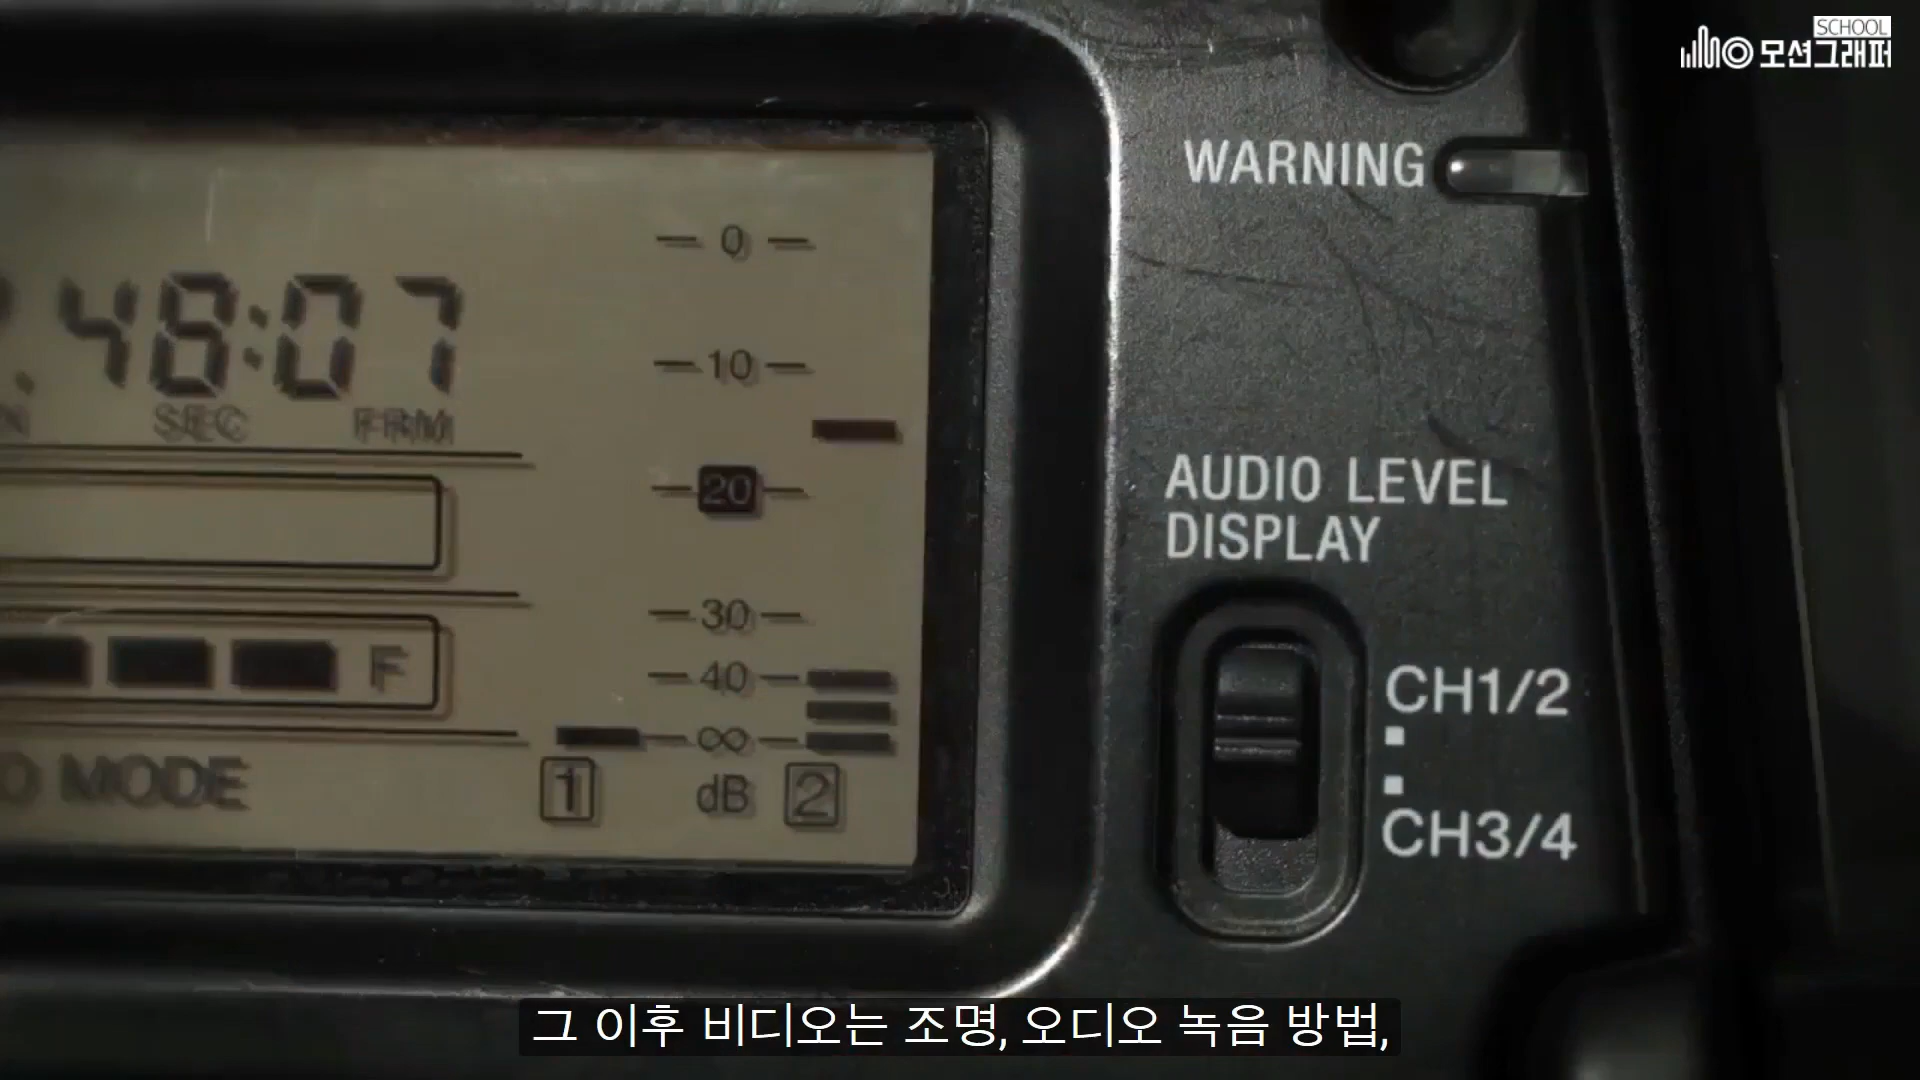 SCHOOL
모션그래퍼
WARNING
0
48:07
10
SEC
FRM
AUDIO LEVEL
DISPLAY
20
30
F
40
CH1/2
∞
MODE
1
dB
2
CH3/4
그 이후 비디오는 조명, 오디오 녹음 방법,